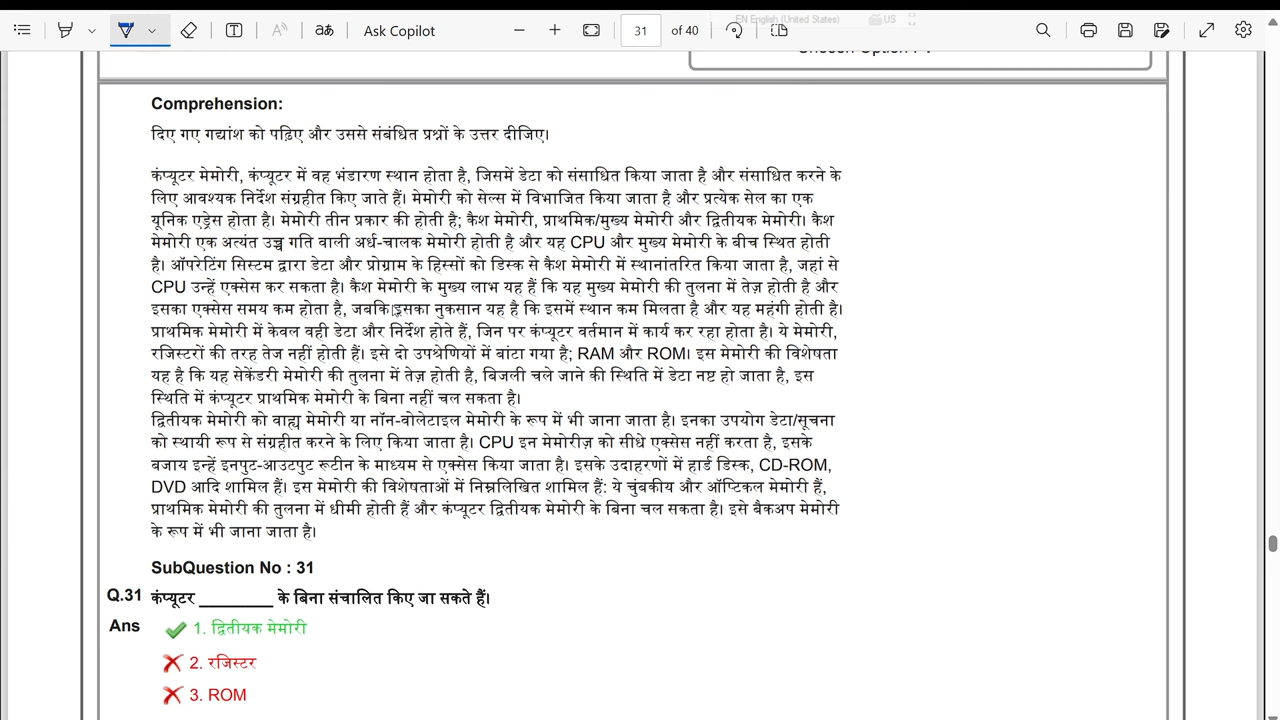 EN English (United States) US
Ask Copilot 31 of 40
Comprehension:
दिए गए गद्यांश को पढ़िए और उससे संबंधित प्रश्नों के उत्तर दीजिए।
कंप्यूटर मेमोरी, कंप्यूटर में वह भंडारण स्थान होता है, जिसमें डेटा को संसाधित किया जाता है और संसाधित करने के
लिए आवश्यक निर्देश संग्रहीत किए जाते हैं। मेमोरी को सेल्स में विभाजित किया जाता है और प्रत्येक सेल का एक
यूनिक एड्रेस होता है। मेमोरी तीन प्रकार की होती है; कैश मेमोरी, प्राथमिक/मुख्य मेमोरी और द्वितीयक मेमोरी। कैश
मेमोरी एक अत्यंत उच्च गति वाली अर्ध-चालक मेमोरी होती है और यह CPU और मुख्य मेमोरी के बीच स्थित होती
है। ऑपरेटिंग सिस्टम द्वारा डेटा और प्रोग्राम के हिस्सों को डिस्क से कैश मेमोरी में स्थानांतरित किया जाता है, जहां से
CPU उन्हें एक्सेस कर सकता है। कैश मेमोरी के मुख्य लाभ यह हैं कि यह मुख्य मेमोरी की तुलना में तेज़ होती है और
इसका एक्सेस समय कम होता है, जबकि इसका नुकसान यह है कि इसमें स्थान कम मिलता है और यह महंगी होती है।
प्राथमिक मेमोरी में केवल वही डेटा और निर्देश होते हैं, जिन पर कंप्यूटर वर्तमान में कार्य कर रहा होता है। ये मेमोरी,
रजिस्टरों की तरह तेज नहीं होती हैं। इसे दो उपश्रेणियों में बांटा गया है; RAM और ROM। इस मेमोरी की विशेषता
यह है कि यह सेकेंडरी मेमोरी की तुलना में तेज़ होती है, बिजली चले जाने की स्थिति में डेटा नष्ट हो जाता है, इस
स्थिति में कंप्यूटर प्राथमिक मेमोरी के बिना नहीं चल सकता है।
द्वितीयक मेमोरी को वाह्य मेमोरी या नॉन-वोलेटाइल मेमोरी के रूप में भी जाना जाता है। इनका उपयोग डेटा/सूचना
को स्थायी रूप से संग्रहीत करने के लिए किया जाता है। CPU इन मेमोरीज़ को सीधे एक्सेस नहीं करता है, इसके
बजाय इन्हें इनपुट-आउटपुट रूटीन के माध्यम से एक्सेस किया जाता है। इसके उदाहरणों में हार्ड डिस्क, CD-ROM,
DVD आदि शामिल हैं। इस मेमोरी की विशेषताओं में निम्नलिखित शामिल हैं: ये चुंबकीय और ऑप्टिकल मेमोरी हैं,
प्राथमिक मेमोरी की तुलना में धीमी होती हैं और कंप्यूटर द्वितीयक मेमोरी के बिना चल सकता है। इसे बैकअप मेमोरी
के रूप में भी जाना जाता है।
SubQuestion No : 31
Q.31 कंप्यूटर ________ के बिना संचालित किए जा सकते हैं।
Ans 1. द्वितीयक मेमोरी
2. रजिस्टर
3. ROM